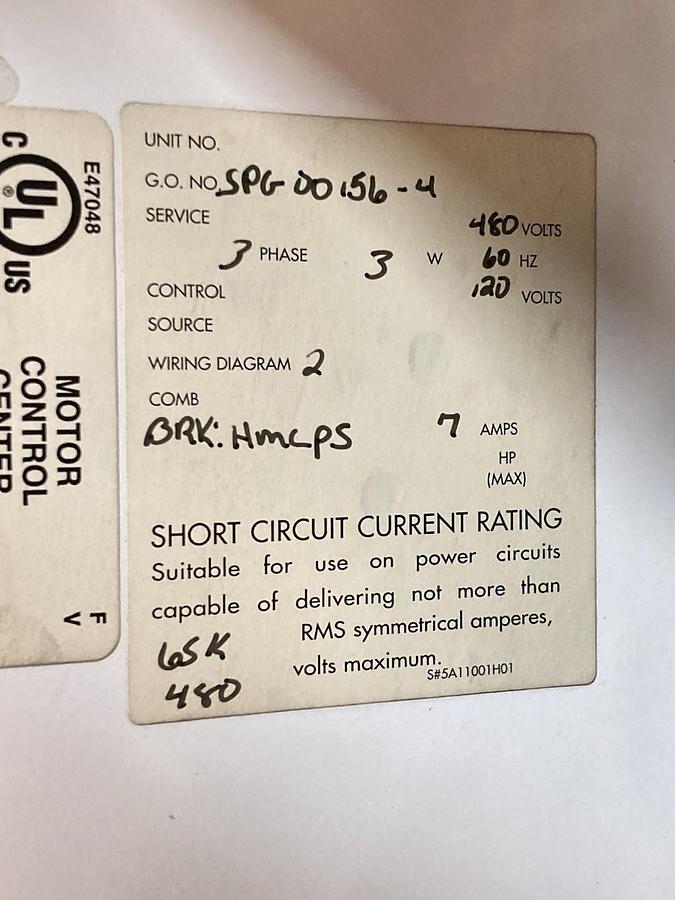 UNIT NO.
G.O. NO. SPG 00156-4
SERVICE
480 VOLTS
3 PHASE 3 W 60 HZ
CONTROL 120 VOLTS
SOURCE
WIRING DIAGRAM 2
COMB
BRK: HMCPS 7 AMPS
HP
(MAX)
SHORT CIRCUIT CURRENT RATING
Suitable for use on power circuits
capable of delivering not more than
65K RMS symmetrical amperes,
480 volts maximum.
S#5A11001H01
E47048
C UL US
®
MOTOR
CONTROL
CENTER
F
V